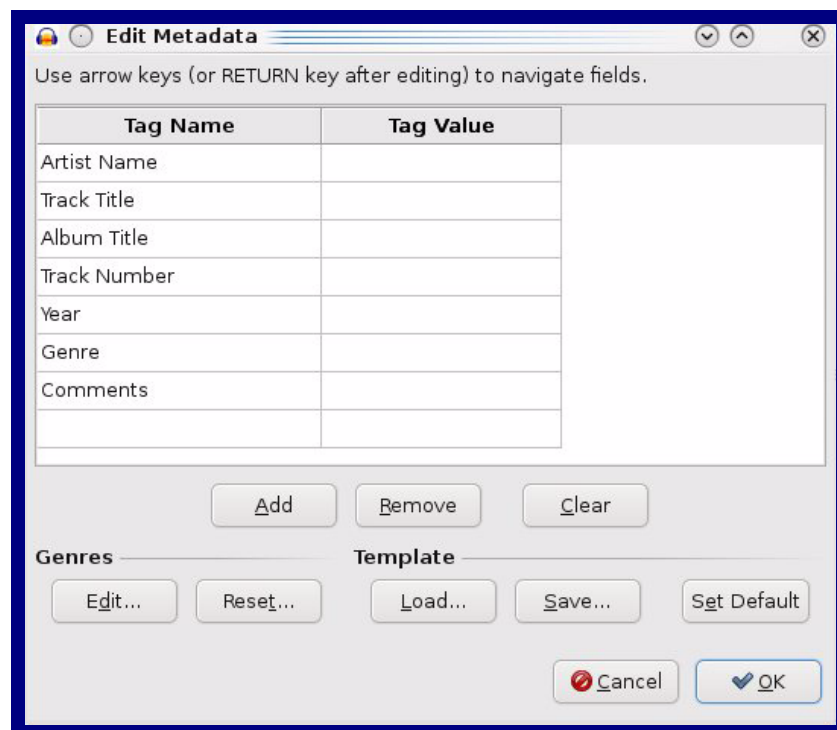 Edit Metadata
Use arrow keys (or RETURN key after editing) to navigate fields.
Tag Name Tag Value
Artist Name
Track Title
Album Title
Track Number
Year
Genre
Comments
Add Remove Clear
Genres Template
Edit... Reset... Load... Save... Set Default
Cancel OK